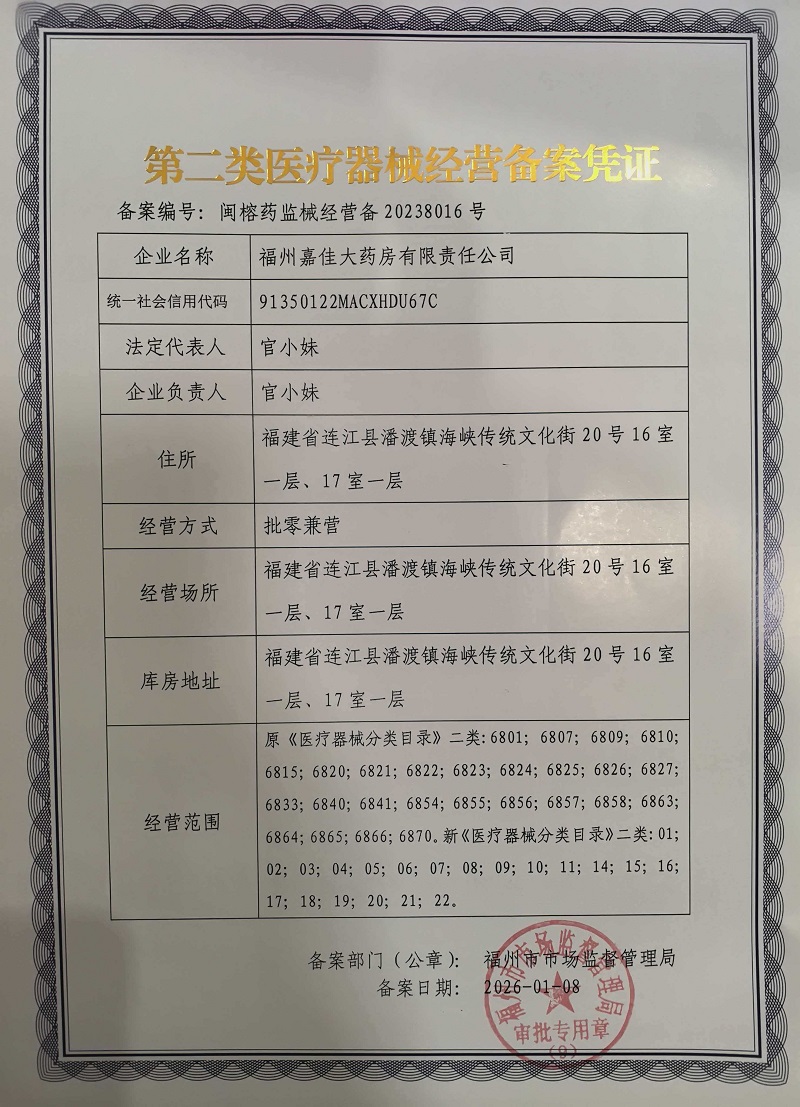 第二类医疗器械经营备案凭证
备案编号：闽榕药监械经营备20238016号
企业名称 福州嘉佳大药房有限责任公司
统一社会信用代码 91350122MACXHDU67C
法定代表人 官小妹
企业负责人 官小妹
住所 福建省连江县潘渡镇海峡传统文化街20号16室
一层、17室一层
经营方式 批零兼营
经营场所 福建省连江县潘渡镇海峡传统文化街20号16室
一层、17室一层
库房地址 福建省连江县潘渡镇海峡传统文化街20号16室
一层、17室一层
经营范围 原《医疗器械分类目录》二类:6801; 6807; 6809; 6810;
6815; 6820; 6821; 6822; 6823; 6824; 6825; 6826; 6827;
6833; 6840; 6841; 6854; 6855; 6856; 6857; 6858; 6863;
6864; 6865; 6866; 6870。新《医疗器械分类目录》二类:01;
02; 03; 04; 05; 06; 07; 08; 09; 10; 11; 14; 15; 16;
17; 18; 19; 20; 21; 22。
备案部门（公章）： 福州市市场监督管理局
备案日期： 2026-01-08
福州市市场监督管理局
审批专用章
(9)